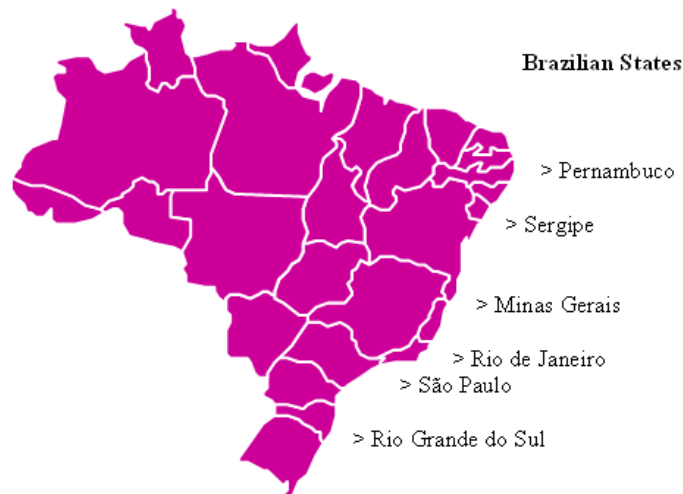 Brazilian States
> Pernambuco
> Sergipe
> Minas Gerais
> Rio de Janeiro
> São Paulo
> Rio Grande do Sul